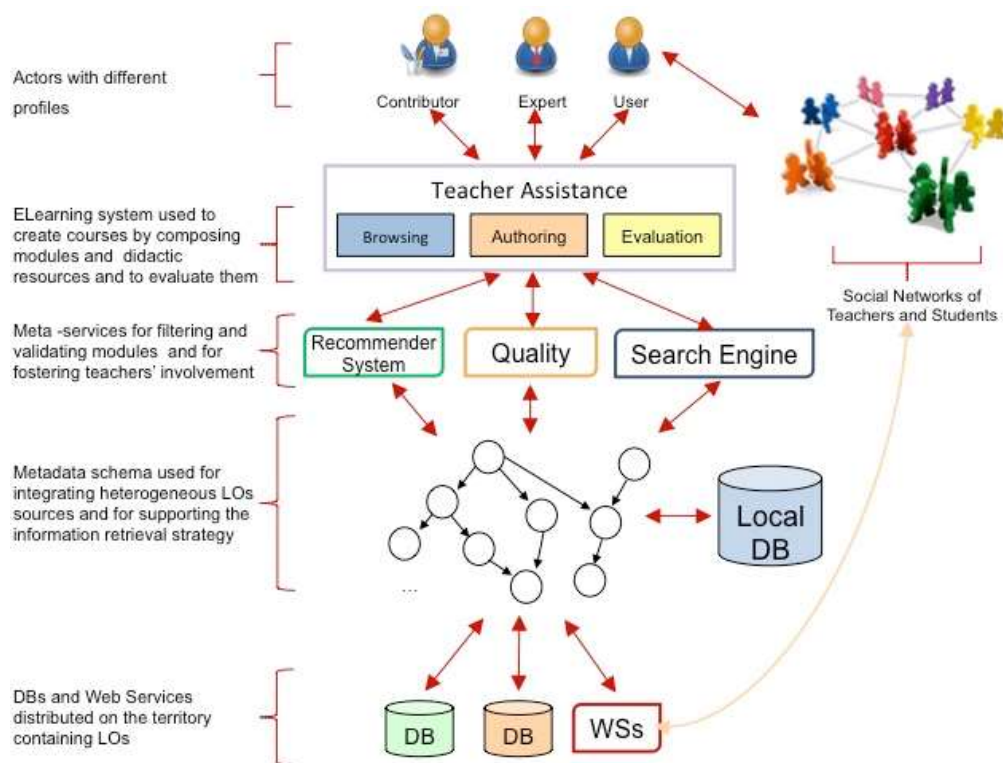 Actors with different
profiles
Contributor
Expert
User
Teacher Assistance
Browsing
Authoring
Evaluation
ELearning system used to
create courses by composing
modules and didactic
resources and to evaluate them
Social Networks of
Teachers and Students
Meta -services for filtering and
validating modules and for
fostering teachers' involvement
Recommender
System
Quality
Search Engine
Metadata schema used for
integrating heterogeneous LOs
sources and for supporting the
information retrieval strategy
...
Local
DB
DBs and Web Services
distributed on the territory
containing LOs
DB
DB
WSs